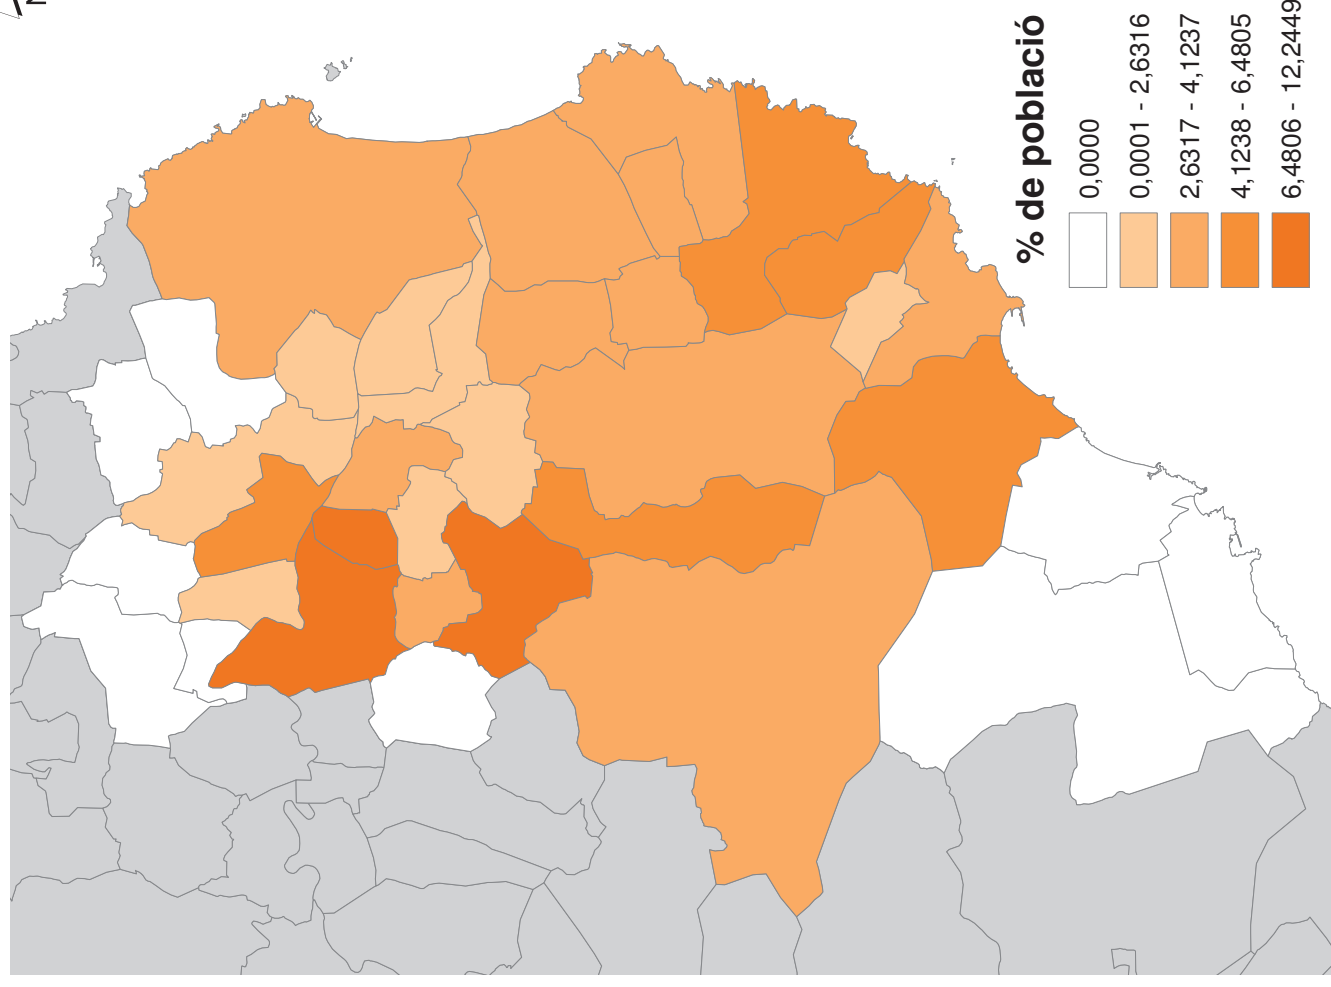 % de població
0,0000
0,0001 - 2,6316
2,6317 - 4,1237
4,1238 - 6,4805
6,4806 - 12,2449